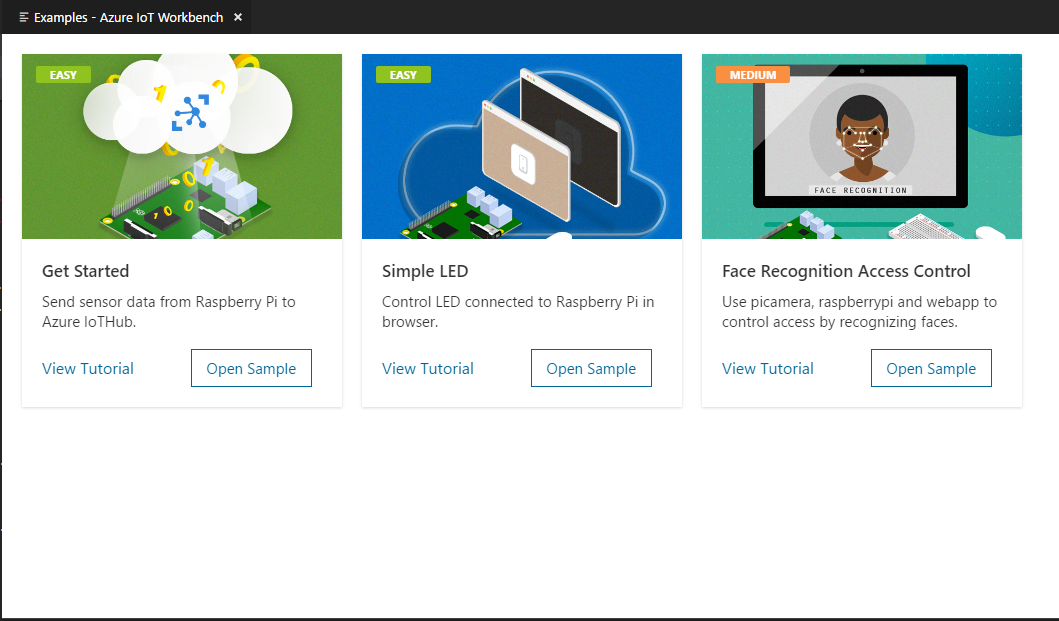 Examples - Azure IoT Workbench ×
EASY
Get Started
Send sensor data from Raspberry Pi to
Azure IoTHub.
View Tutorial
Open Sample
EASY
Simple LED
Control LED connected to Raspberry Pi in
browser.
View Tutorial
Open Sample
MEDIUM
FACE RECOGNITION
Face Recognition Access Control
Use picamera, raspberrypi and webapp to
control access by recognizing faces.
View Tutorial
Open Sample